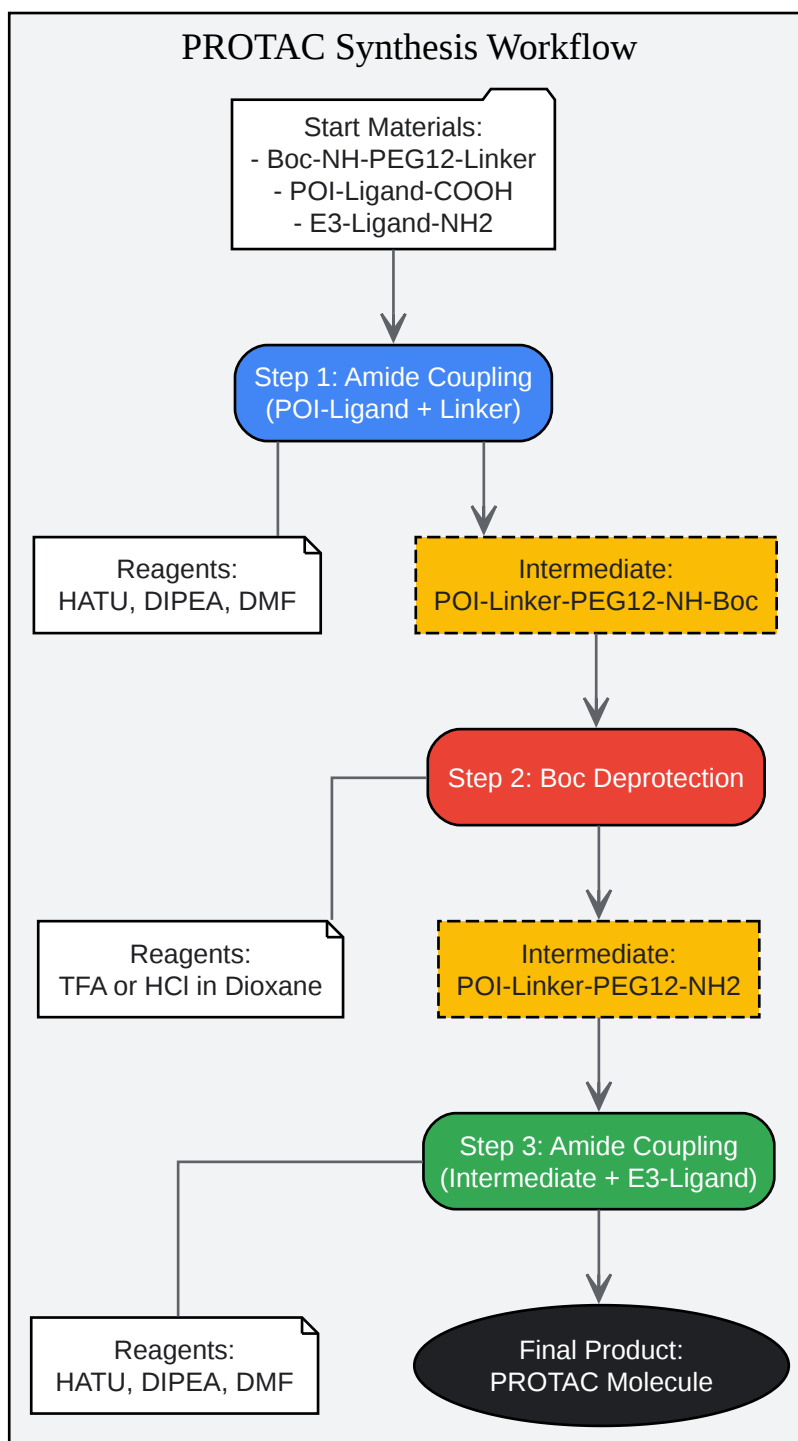 PROTAC Synthesis Workflow
Start Materials:
- Boc-NH-PEG12-Linker
- POI-Ligand-COOH
- E3-Ligand-NH2
Step 1: Amide Coupling
(POI-Ligand + Linker)
Reagents:
HATU, DIPEA, DMF
Intermediate:
POI-Linker-PEG12-NH-Boc
Step 2: Boc Deprotection
Reagents:
TFA or HCl in Dioxane
Intermediate:
POI-Linker-PEG12-NH2
Step 3: Amide Coupling
(Intermediate + E3-Ligand)
Reagents:
HATU, DIPEA, DMF
Final Product:
PROTAC Molecule